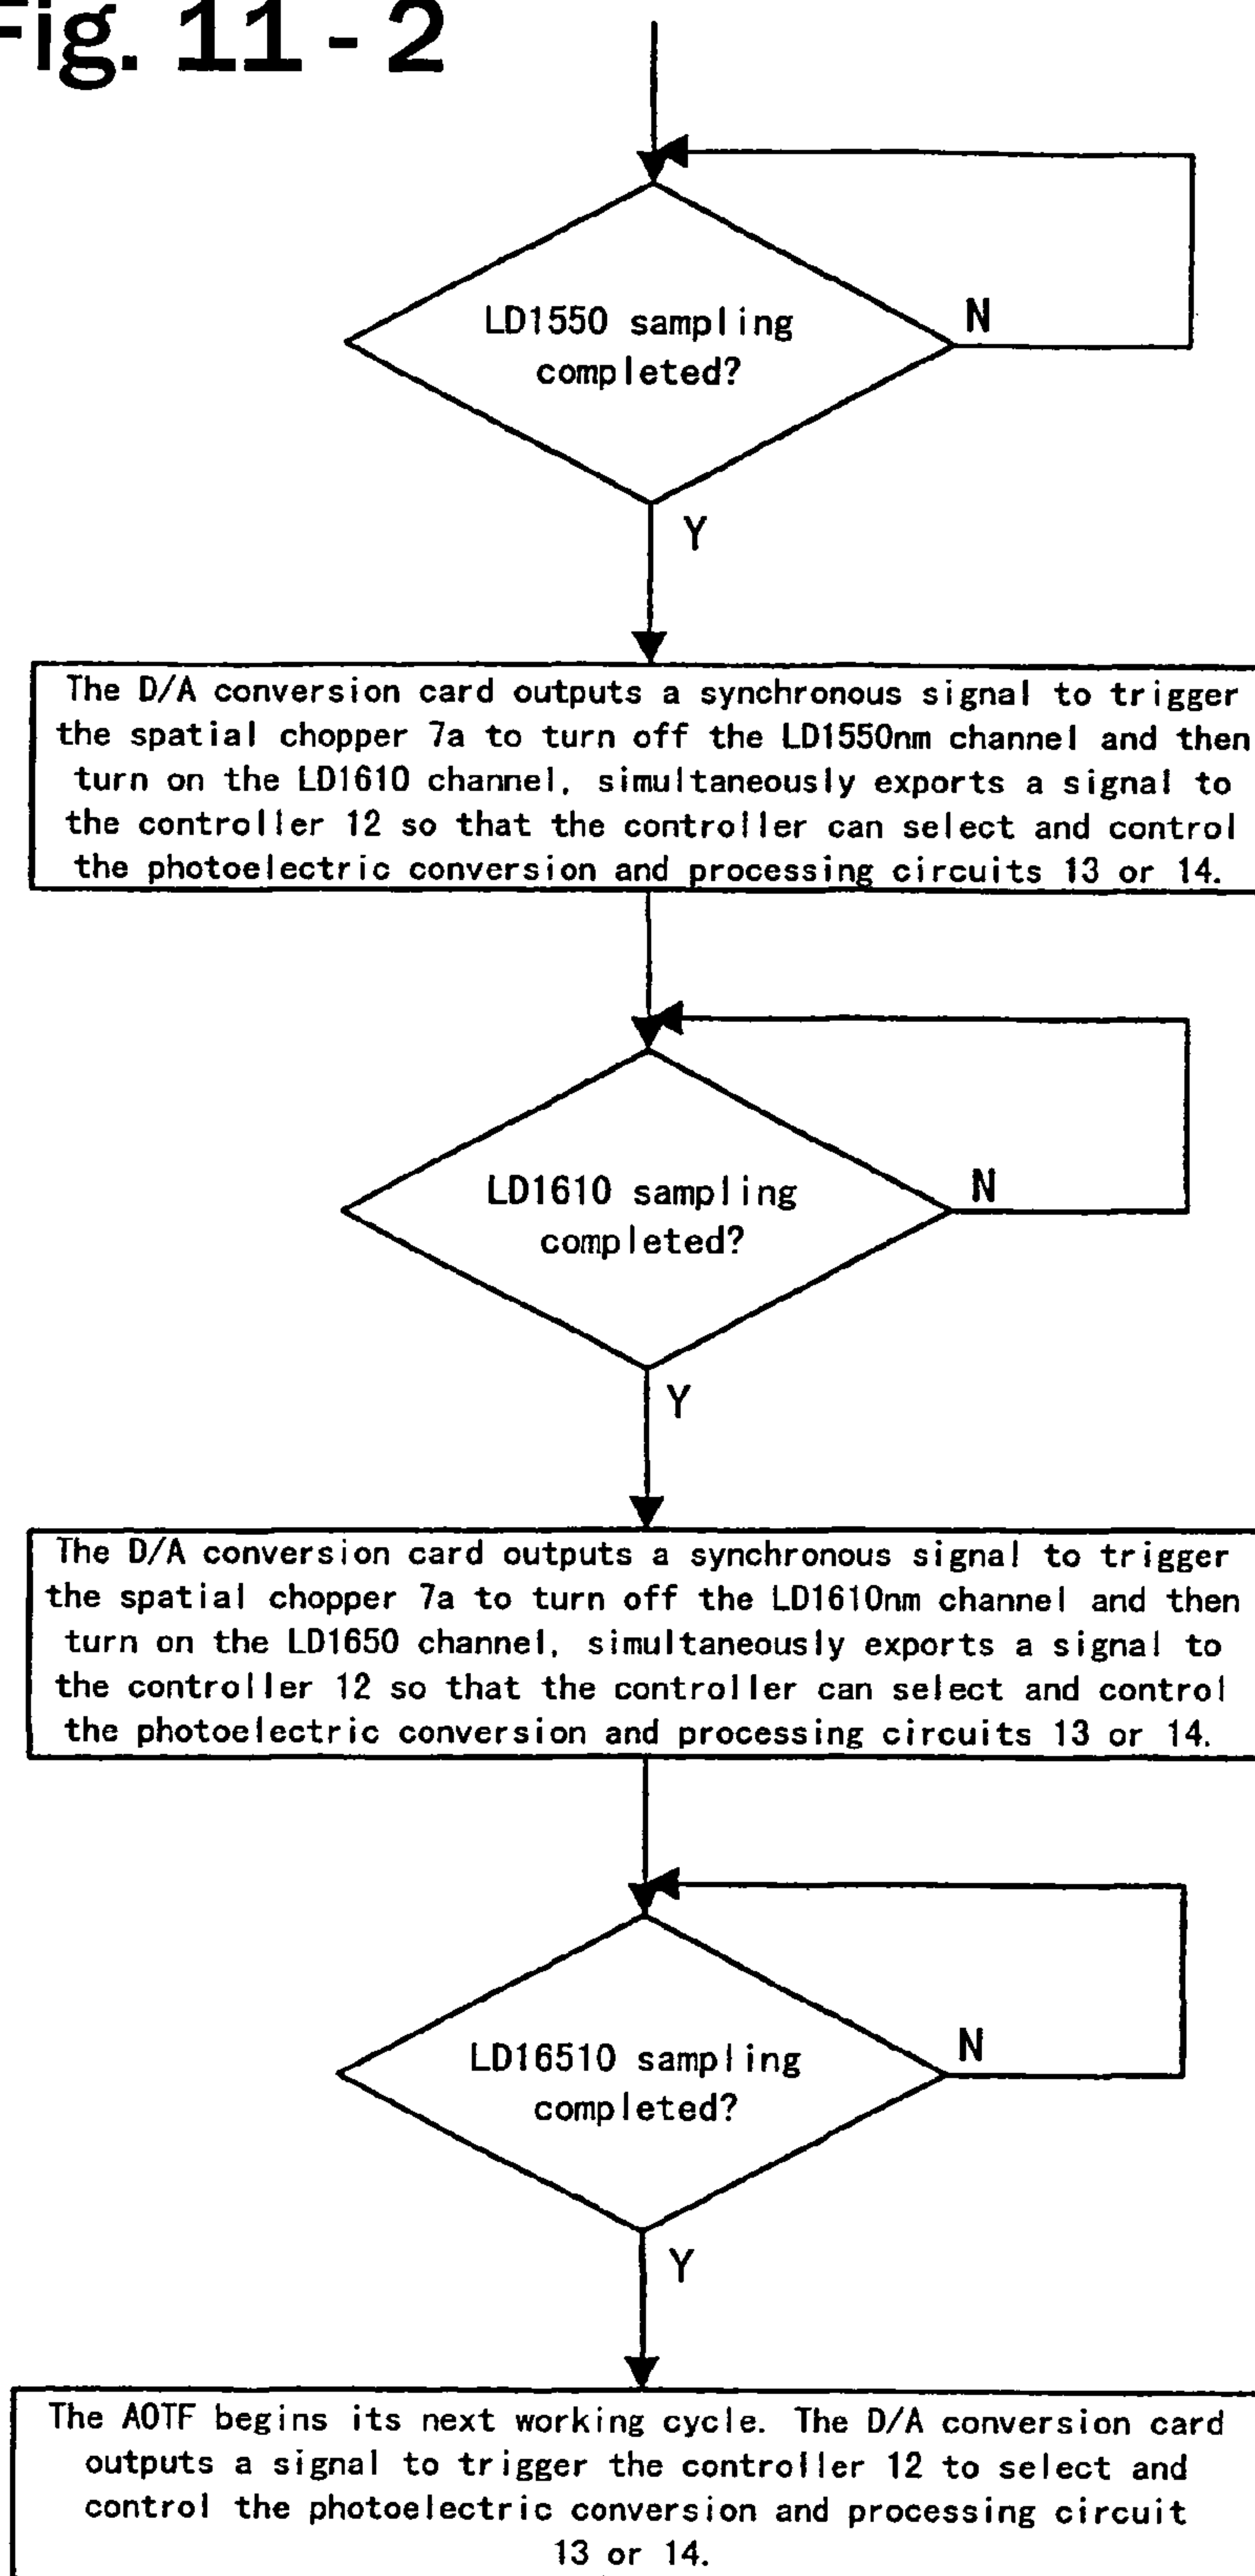 Fig. 11 - 2
LD1550 sampling
completed?
N
Y
The D/A conversion card outputs a synchronous signal to trigger
the spatial chopper 7a to turn off the LD1550nm channel and then
turn on the LD1610 channel, simultaneously exports a signal to
the controller 12 so that the controller can select and control
the photoelectric conversion and processing circuits 13 or 14.
LD1610 sampling
completed?
N
Y
The D/A conversion card outputs a synchronous signal to trigger
the spatial chopper 7a to turn off the LD1610nm channel and then
turn on the LD1650 channel, simultaneously exports a signal to
the controller 12 so that the controller can select and control
the photoelectric conversion and processing circuits 13 or 14.
LD16510 sampling
completed?
N
Y
The AOTF begins its next working cycle. The D/A conversion card
outputs a signal to trigger the controller 12 to select and
control the photoelectric conversion and processing circuit
13 or 14.